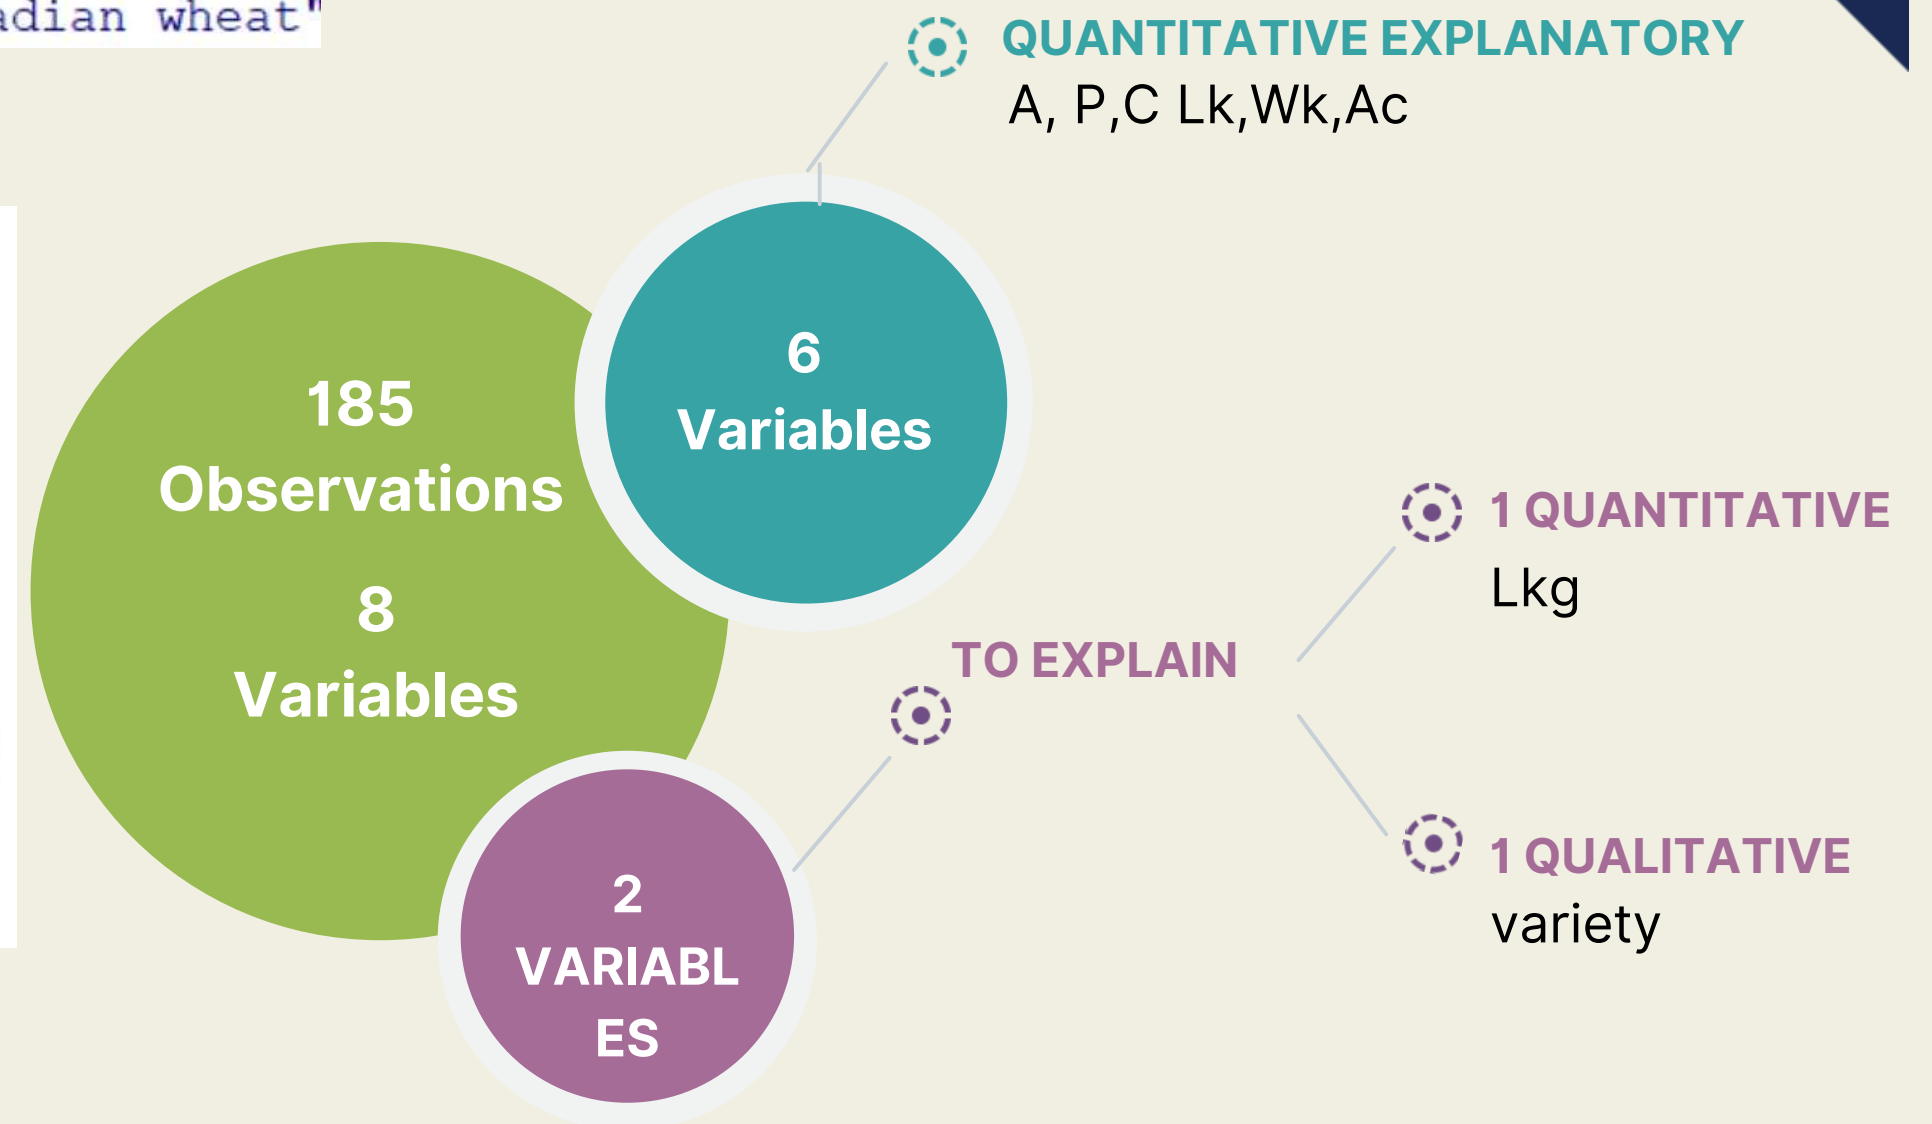 wheat"
QUANTITATIVE EXPLANATORY
A, P,C Lk,Wk,Ac
6
Variables
185
Observations
8
Variables
1 QUANTITATIVE
Lkg
TO EXPLAIN
1 QUALITATIVE
variety
2
VARIABL
ES